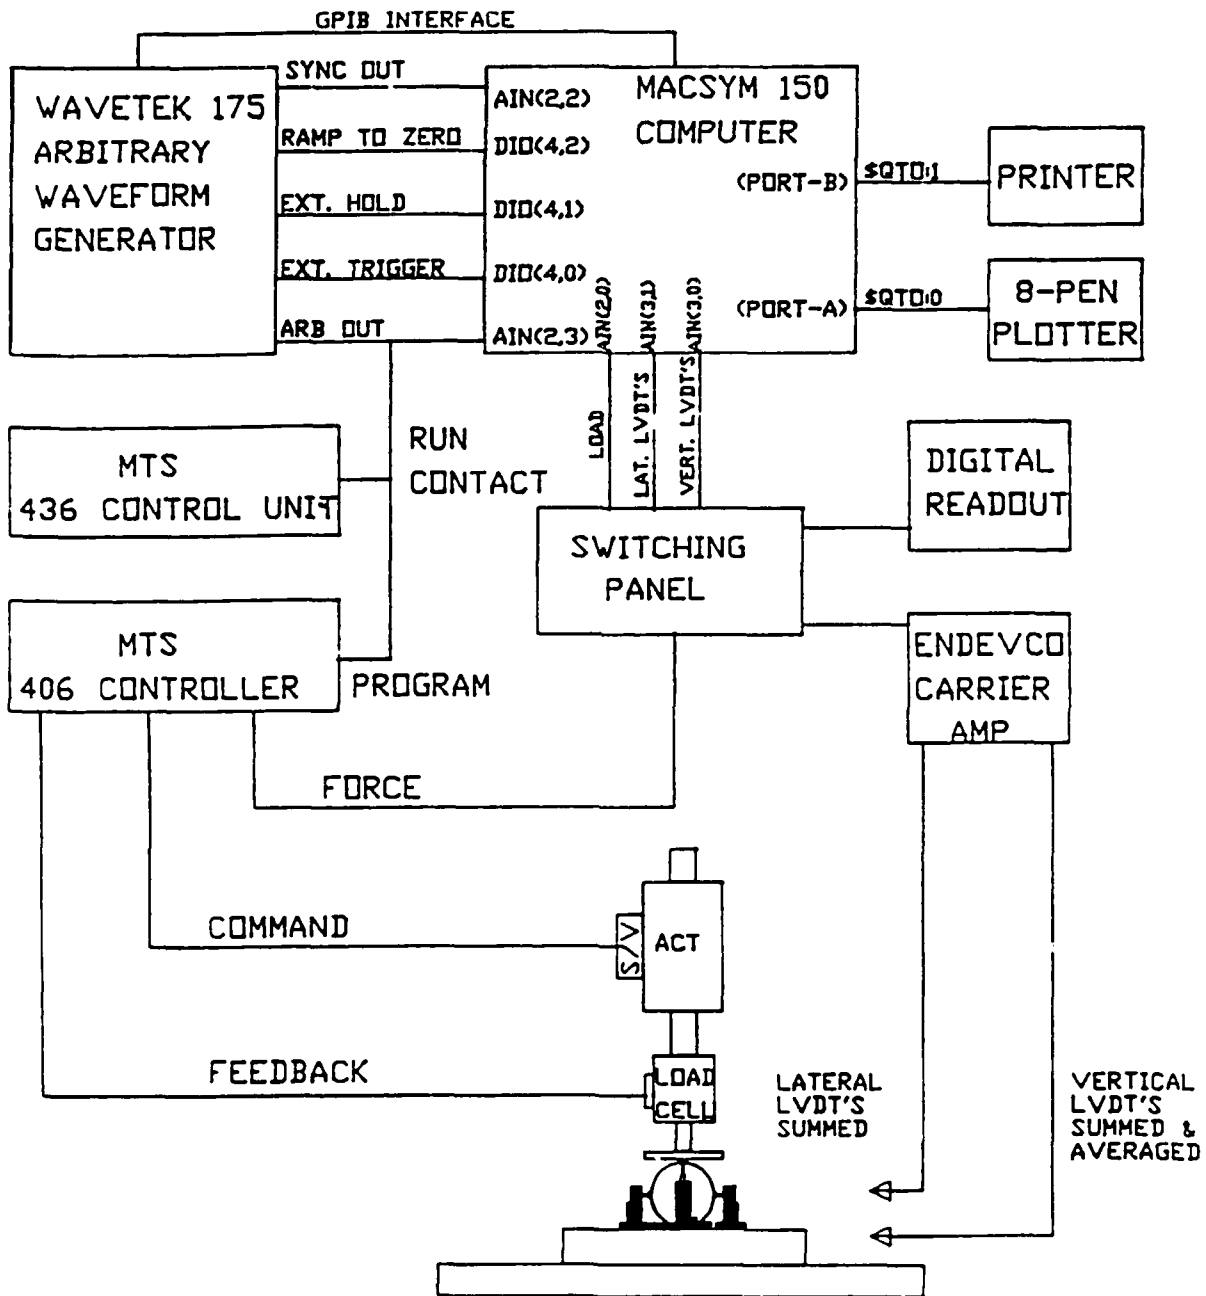 GPIB INTERFACE
WAVETEK 175
ARBITRARY
WAVEFORM
GENERATOR
SYNC OUT
RAMP TO ZERO
EXT. HOLD
EXT. TRIGGER
ARB OUT
MACSYM 150
COMPUTER
AIN(2,2)
DIO(4,2)
DIO(4,1)
DIO(4,0)
AIN(2,3)
(PORT-B)
(PORT-A)
AIN(2,0)
AIN(3,1)
AIN(3,0)
$QTO:1
PRINTER
$QTO:0
8-PEN
PLOTTER
LOAD
LAT. LVDT'S
VERT. LVDT'S
MTS
436 CONTROL UNIT
RUN
CONTACT
SWITCHING
PANEL
DIGITAL
READOUT
MTS
406 CONTROLLER
PROGRAM
ENDEVCO
CARRIER
AMP
FORCE
COMMAND
S/V
ACT
FEEDBACK
LOAD
CELL
LATERAL
LVDT'S
SUMMED
VERTICAL
LVDT'S
SUMMED &
AVERAGED